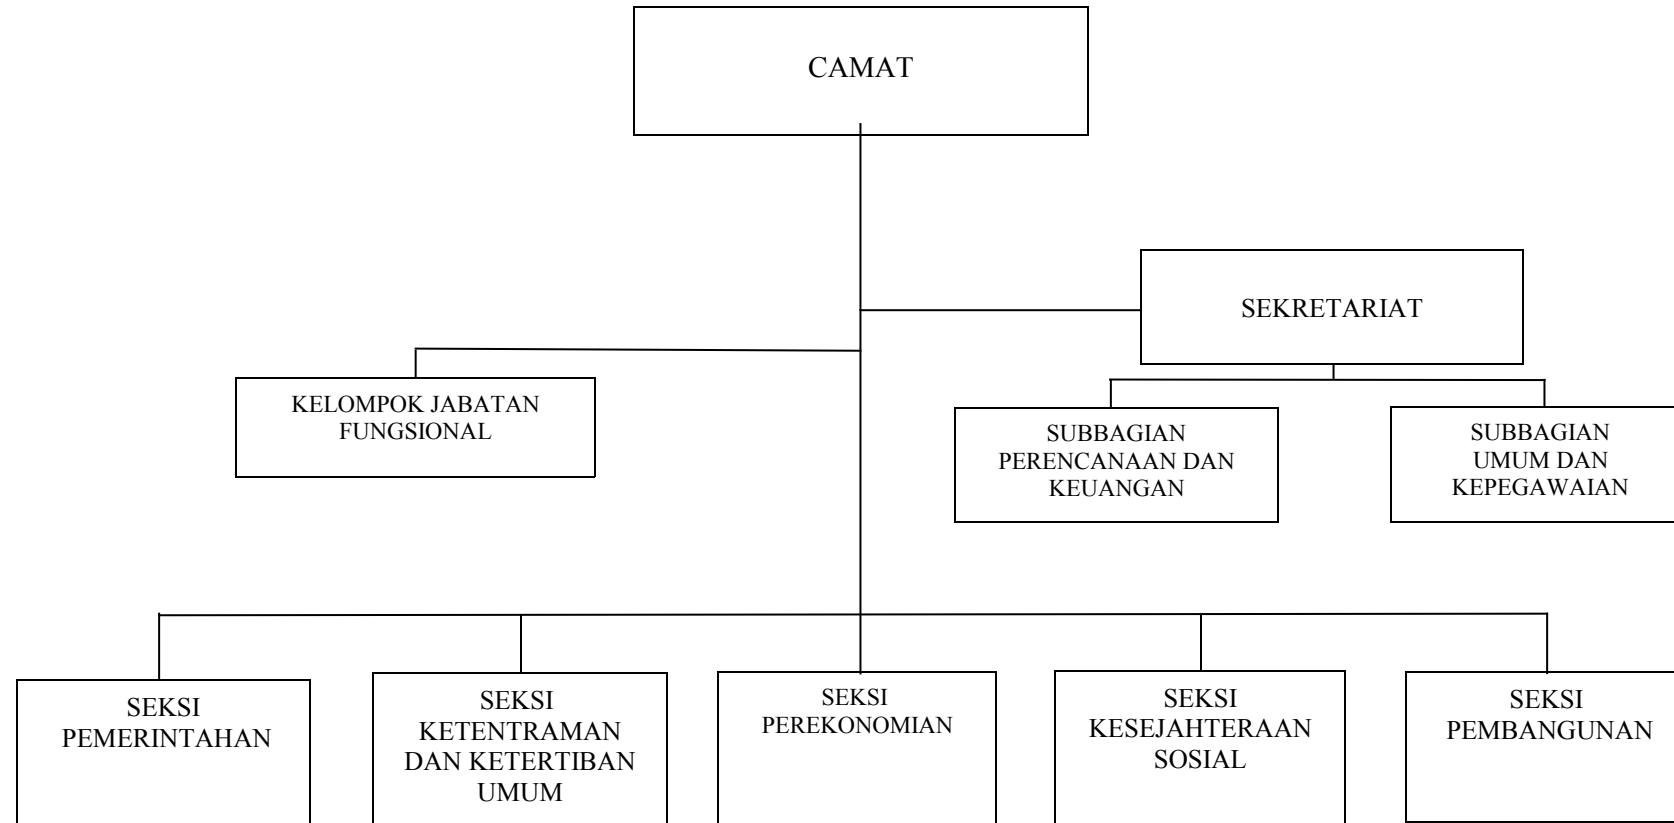 CAMAT
SEKRETARIAT
KELOMPOK JABATAN
FUNGSIONAL
SUBBAGIAN
PERENCANAAN DAN
KEUANGAN
SUBBAGIAN
UMUM DAN
KEPEGAWAIAN
SEKSI
PEMERINTAHAN
SEKSI
KETENTRAMAN
DAN KETERTIBAN
UMUM
SEKSI
PEREKONOMIAN
SEKSI
KESEJAHTERAAN
SOSIAL
SEKSI
PEMBANGUNAN